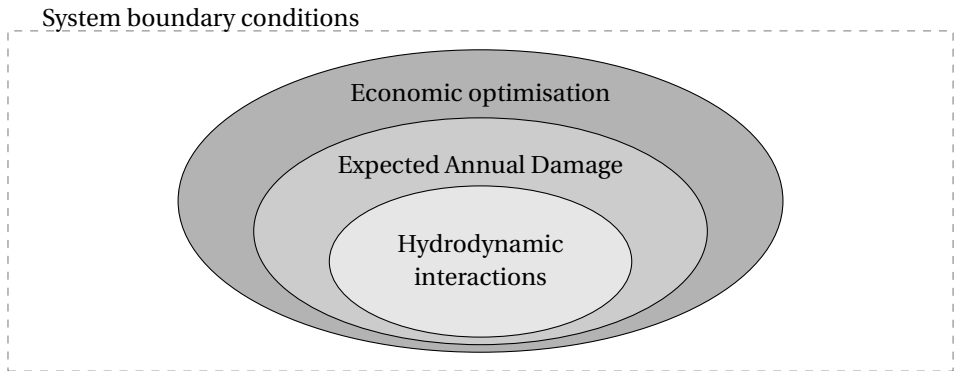 System boundary conditions
Economic optimisation
Expected Annual Damage
Hydrodynamic
interactions